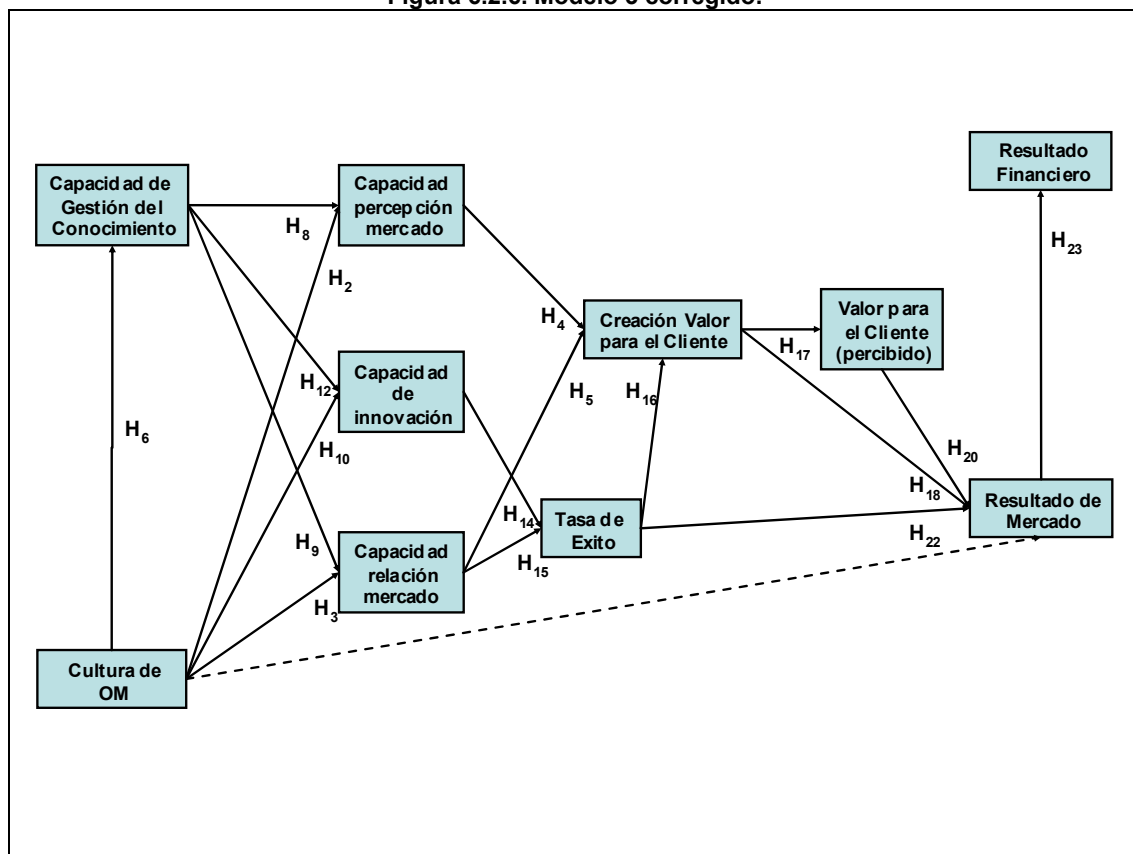 Figura 6.2.3. Modelo 3 corregido.
Resultado
Financiero
Capacidad de
Gestión del
Conocimiento
Capacidad
percepción
mercado
H8
H2
H23
Creación Valor
para el Cliente
Valor para
el Cliente
(percibido)
H4
H17
H12
Capacidad
de
innovación
H5
H16
H6
H10
H20
H18
Resultado de
Mercado
H14
Tasa de
Exito
H22
H9
Capacidad
relación
mercado
H15
H3
Cultura de
OM